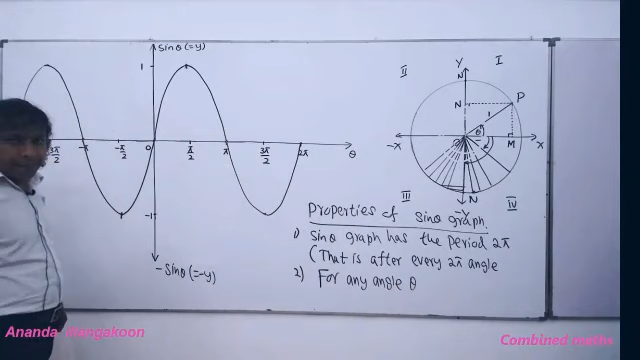 sinθ(=y)
1
-3π/2 -π -π/2 0 π/2 π 3π/2 2π θ
-1
-sinθ(=-y)
II I
Y
N
N P
1
θ
-X O M X
III IV
N
-Y
Properties of sinθ graph.
1) sinθ graph has the period 2π
(That is after every 2π angle
2) For any angle θ
Ananda Rangakoon
Combined maths